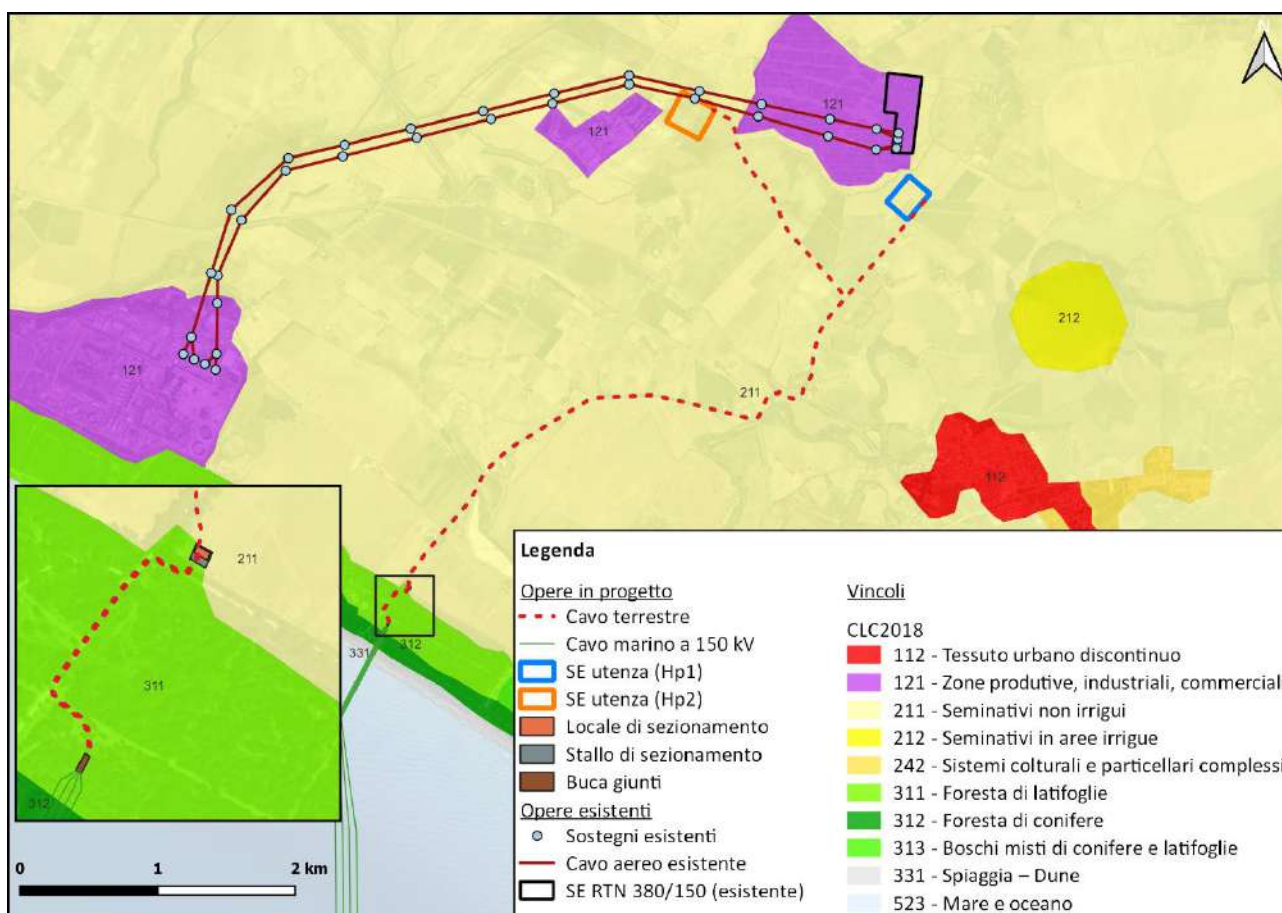 N
121
121
212
121
211
112
211
311
312
331
312
0 1 2 km
Legenda
Opere in progetto
Cavo terrestre
Cavo marino a 150 kV
SE utenza (Hp1)
SE utenza (Hp2)
Locale di sezionamento
Stallo di sezionamento
Buca giunti
Opere esistenti
Sostegni esistenti
Cavo aereo esistente
SE RTN 380/150 (esistente)
Vincoli
CLC2018
112 - Tessuto urbano discontinuo
121 - Zone produtive, industriali, commercial
211 - Seminativi non irrigui
212 - Seminativi in aree irrigue
242 - Sistemi colturali e particellari complessi
311 - Foresta di latifoglie
312 - Foresta di conifere
313 - Boschi misti di conifere e latifoglie
331 - Spiaggia – Dune
523 - Mare e oceano